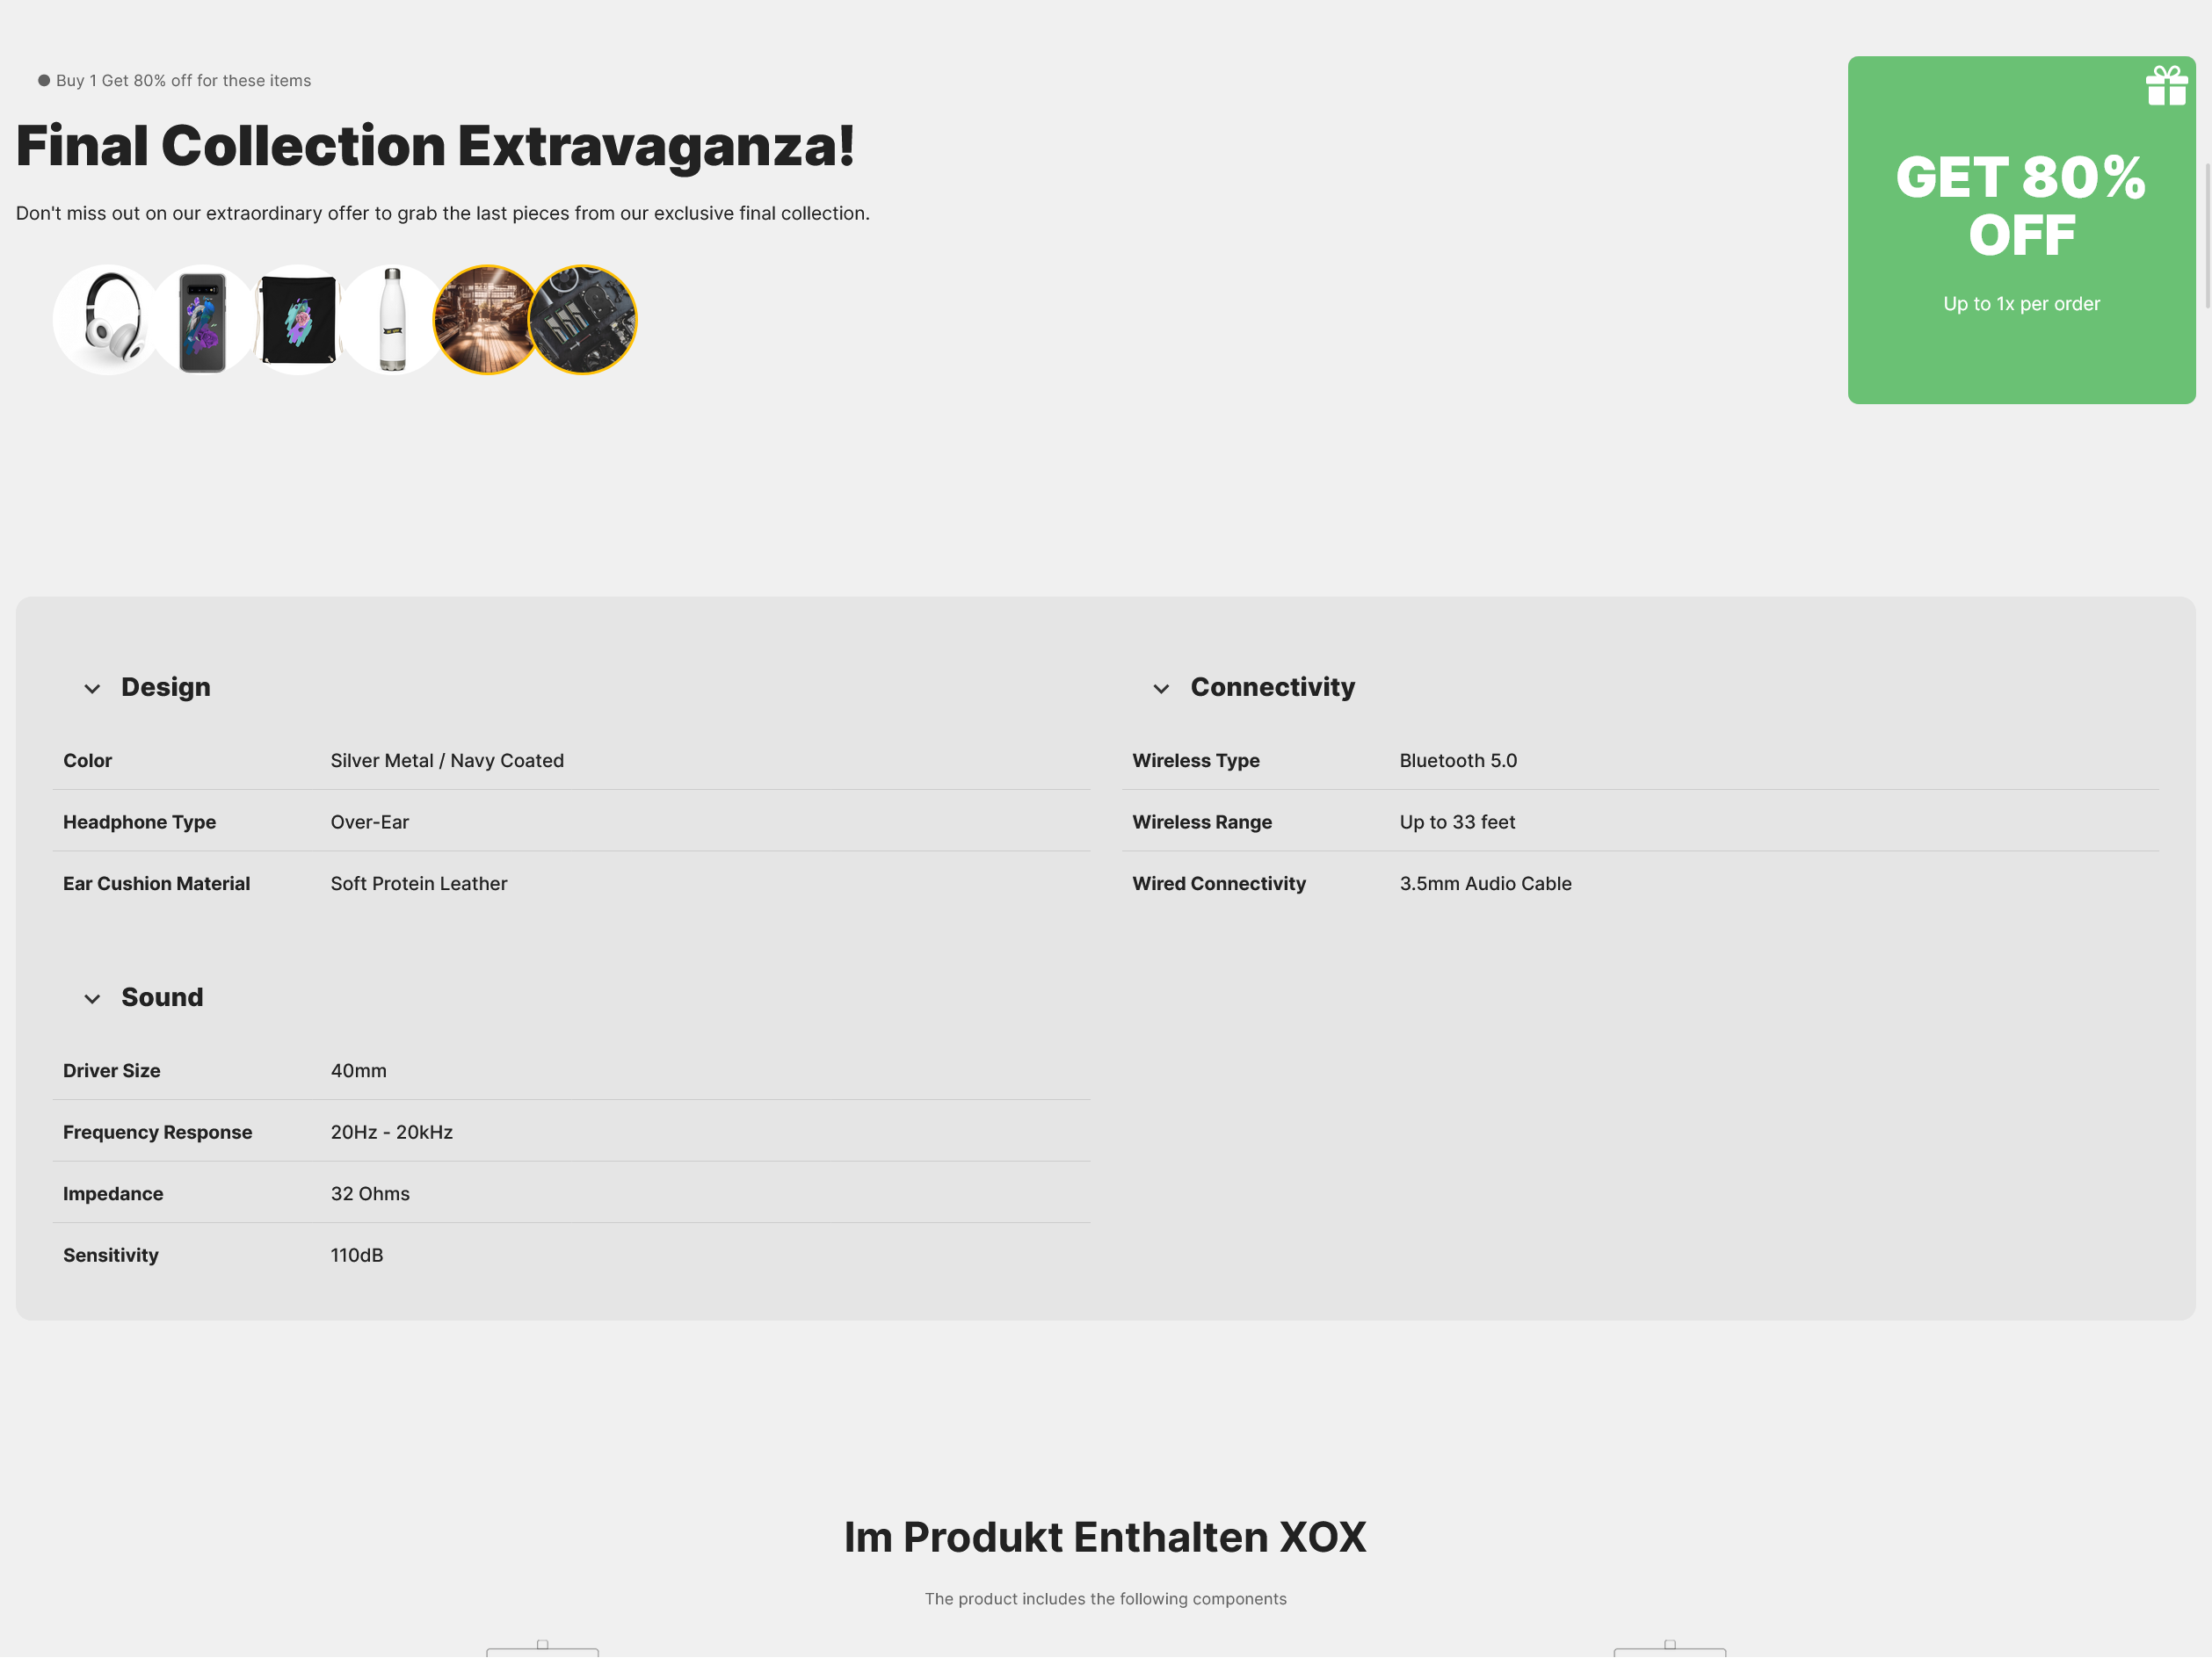 Buy 1 Get 80% off for these items
Final Collection Extravaganza!
Don't miss out on our extraordinary offer to grab the last pieces from our exclusive final collection.
GET 80%
OFF
Up to 1x per order
Design
Color Silver Metal / Navy Coated
Headphone Type Over-Ear
Ear Cushion Material Soft Protein Leather
Connectivity
Wireless Type Bluetooth 5.0
Wireless Range Up to 33 feet
Wired Connectivity 3.5mm Audio Cable
Sound
Driver Size 40mm
Frequency Response 20Hz - 20kHz
Impedance 32 Ohms
Sensitivity 110dB
Im Produkt Enthalten XOX
The product includes the following components